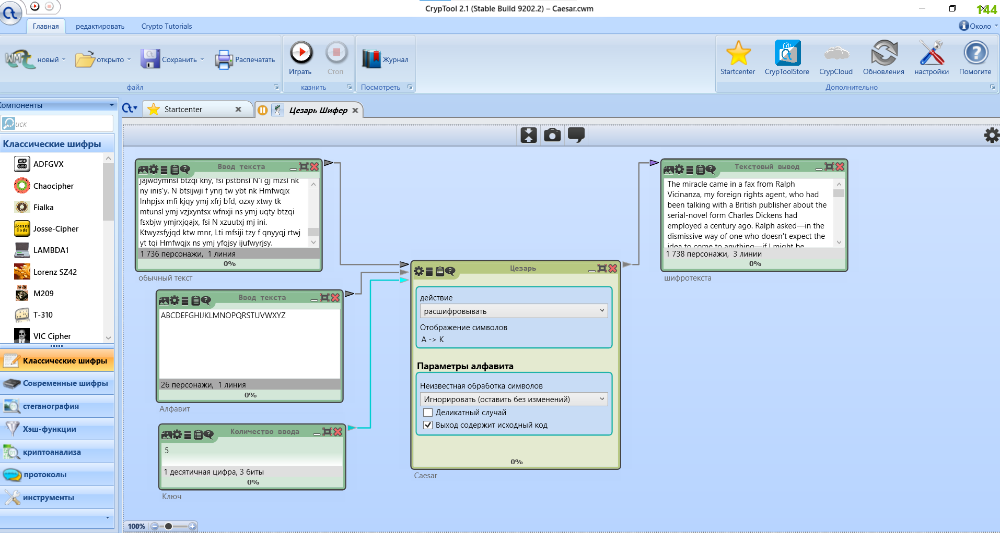 CrypTool 2.1 (Stable Build 9202.2) – Caesar.cwm
144
Главная
редактировать
Crypto Tutorials
Около
новый
открыто
Сохранить
Распечатать
Играть
Стоп
Журнал
Startcenter
CrypToolStore
CrypCloud
Обновления
настройки
Помогите
файл
казнить
Посмотреть
Дополнительно
Компоненты
Startcenter
Цезарь Шифер
Классические шифры
ADFGVX
Chaocipher
Fialka
Josse-Cipher
LAMBDA1
Lorenz SZ42
M209
T-310
VIC Cipher
Классические шифры
Современные шифры
стеганография
Хэш-функции
криптоанализа
протоколы
инструменты
Ввод текста
jajwdymnsl btzqi kny, fsi pstbnsl N'i gj mzsl nk
ny inis'y. N btsijwji f ynrj tw ybt nk Hmfwqjx
Inhpjsx mfi kjqy ymj xfrj bfd, ozxy xtwy tk
mtunsl ymj vzjxyntsx wfnxji ns ymj uqty btzqi
fsxbjw ymjrxjqajx, fsi N xzuutxj mj ini.
Ktwyzsfyjqd ktw mnr, Lti mfsiji tzy f qnyyqj rtwj
yt tqi Hmfwqjx ns ymj yfqjsy ijufwyrjsy.
1 736 персонажи, 1 линия
0%
обычный текст
Ввод текста
ABCDEFGHIJKLMNOPQRSTUVWXYZ
26 персонажи, 1 линия
0%
Алфавит
Количество ввода
5
1 десятичная цифра, 3 биты
0%
Ключ
Цезарь
действие
расшифровывать
Отображение символов
A -> K
Параметры алфавита
Неизвестная обработка символов
Игнорировать (оставить без изменений)
Деликатный случай
Выход содержит исходный код
0%
Caesar
Текстовый вывод
The miracle came in a fax from Ralph
Vicinanza, my foreign rights agent, who had
been talking with a British publisher about the
serial-novel form Charles Dickens had
employed a century ago. Ralph asked—in the
dismissive way of one who doesn't expect the
idea to come to anything—if I might be
1 738 персонажи, 3 линии
0%
шифротекста
100%